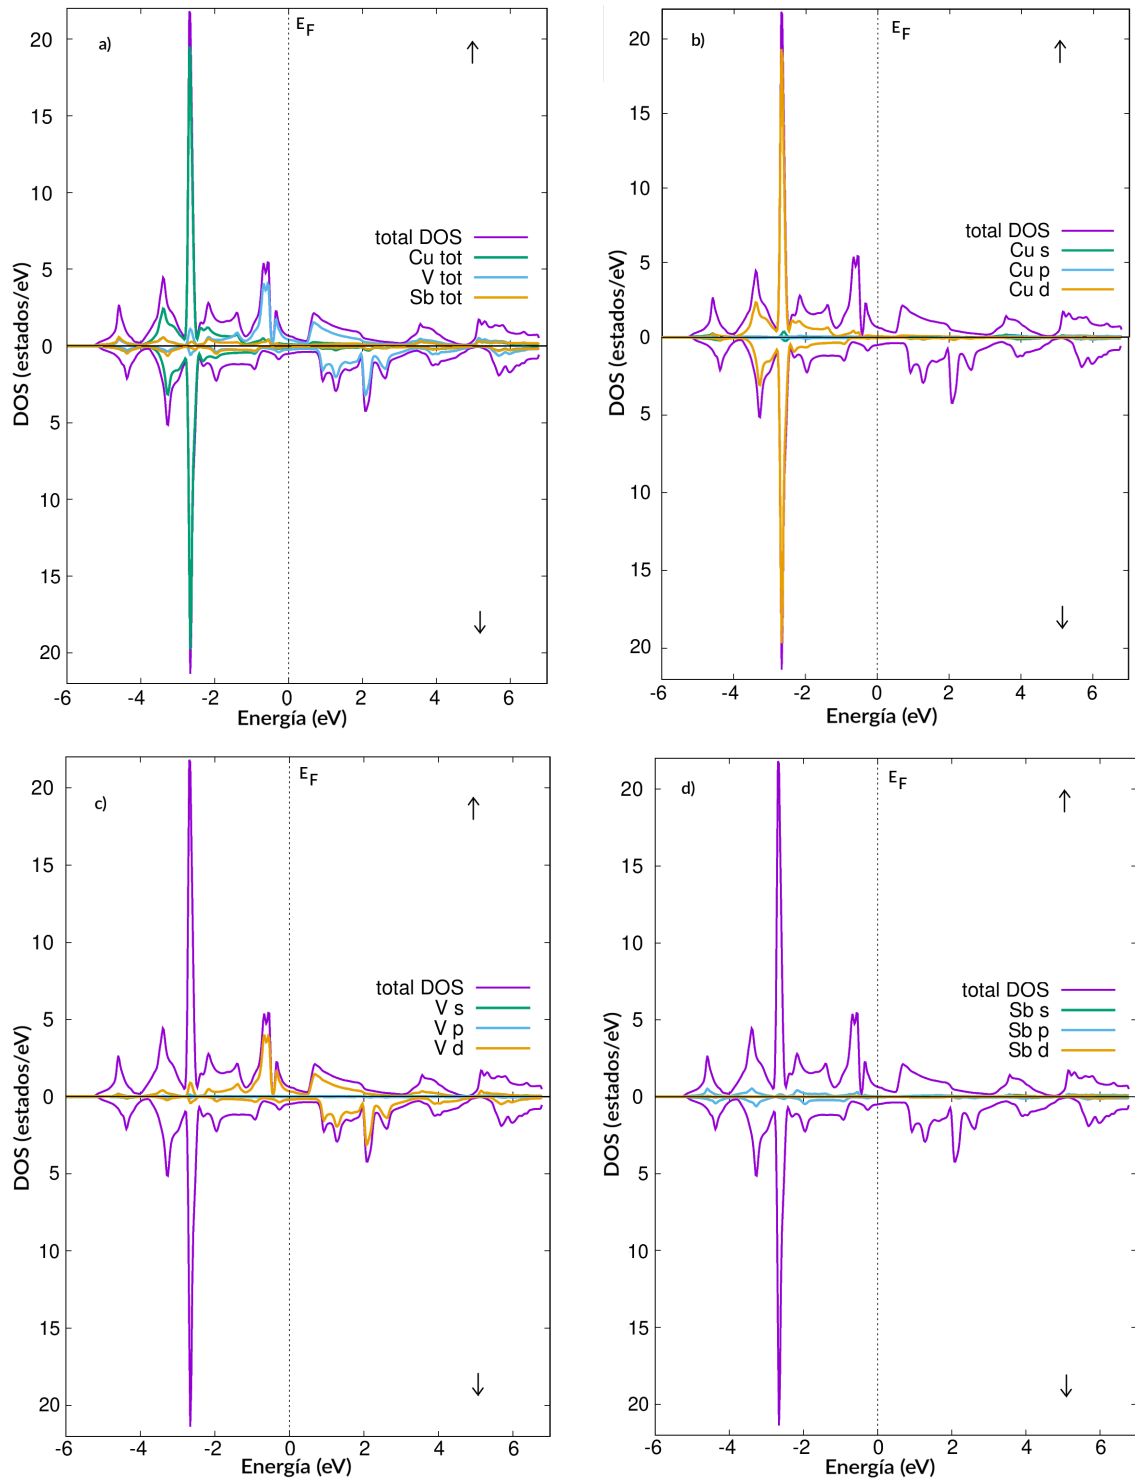 a)
E_F
↑
20
15
10
5
0
5
10
15
20
DOS (estados/eV)
total DOS
Cu tot
V tot
Sb tot
↓
-6 -4 -2 0 2 4 6
Energía (eV)
b)
E_F
↑
20
15
10
5
0
5
10
15
20
DOS (estados/eV)
total DOS
Cu s
Cu p
Cu d
↓
-6 -4 -2 0 2 4 6
Energía (eV)
c)
E_F
↑
20
15
10
5
0
5
10
15
20
DOS (estados/eV)
total DOS
V s
V p
V d
↓
-6 -4 -2 0 2 4 6
Energía (eV)
d)
E_F
↑
20
15
10
5
0
5
10
15
20
DOS (estados/eV)
total DOS
Sb s
Sb p
Sb d
↓
-6 -4 -2 0 2 4 6
Energía (eV)